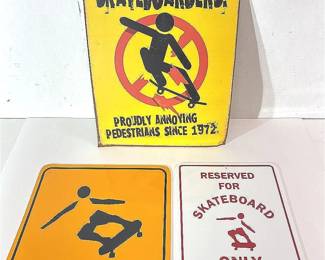 SKATEBOARDERS!
PROUDLY ANNOYING
PEDESTRIANS SINCE 1972
RESERVED FOR
SKATEBOARD
ONLY